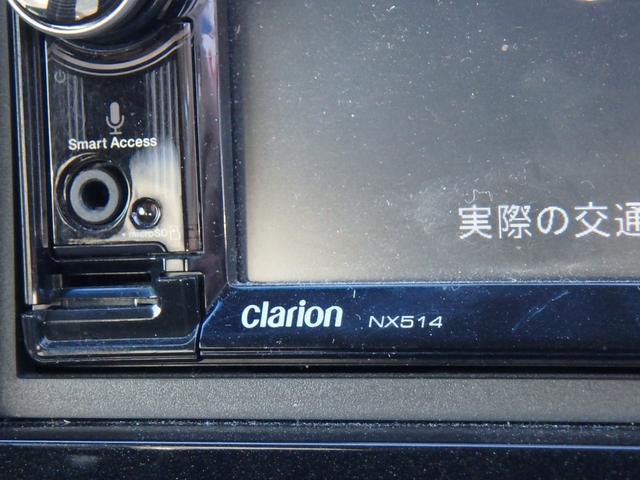 Smart Access
microSD
実際の交通
clarion NX514